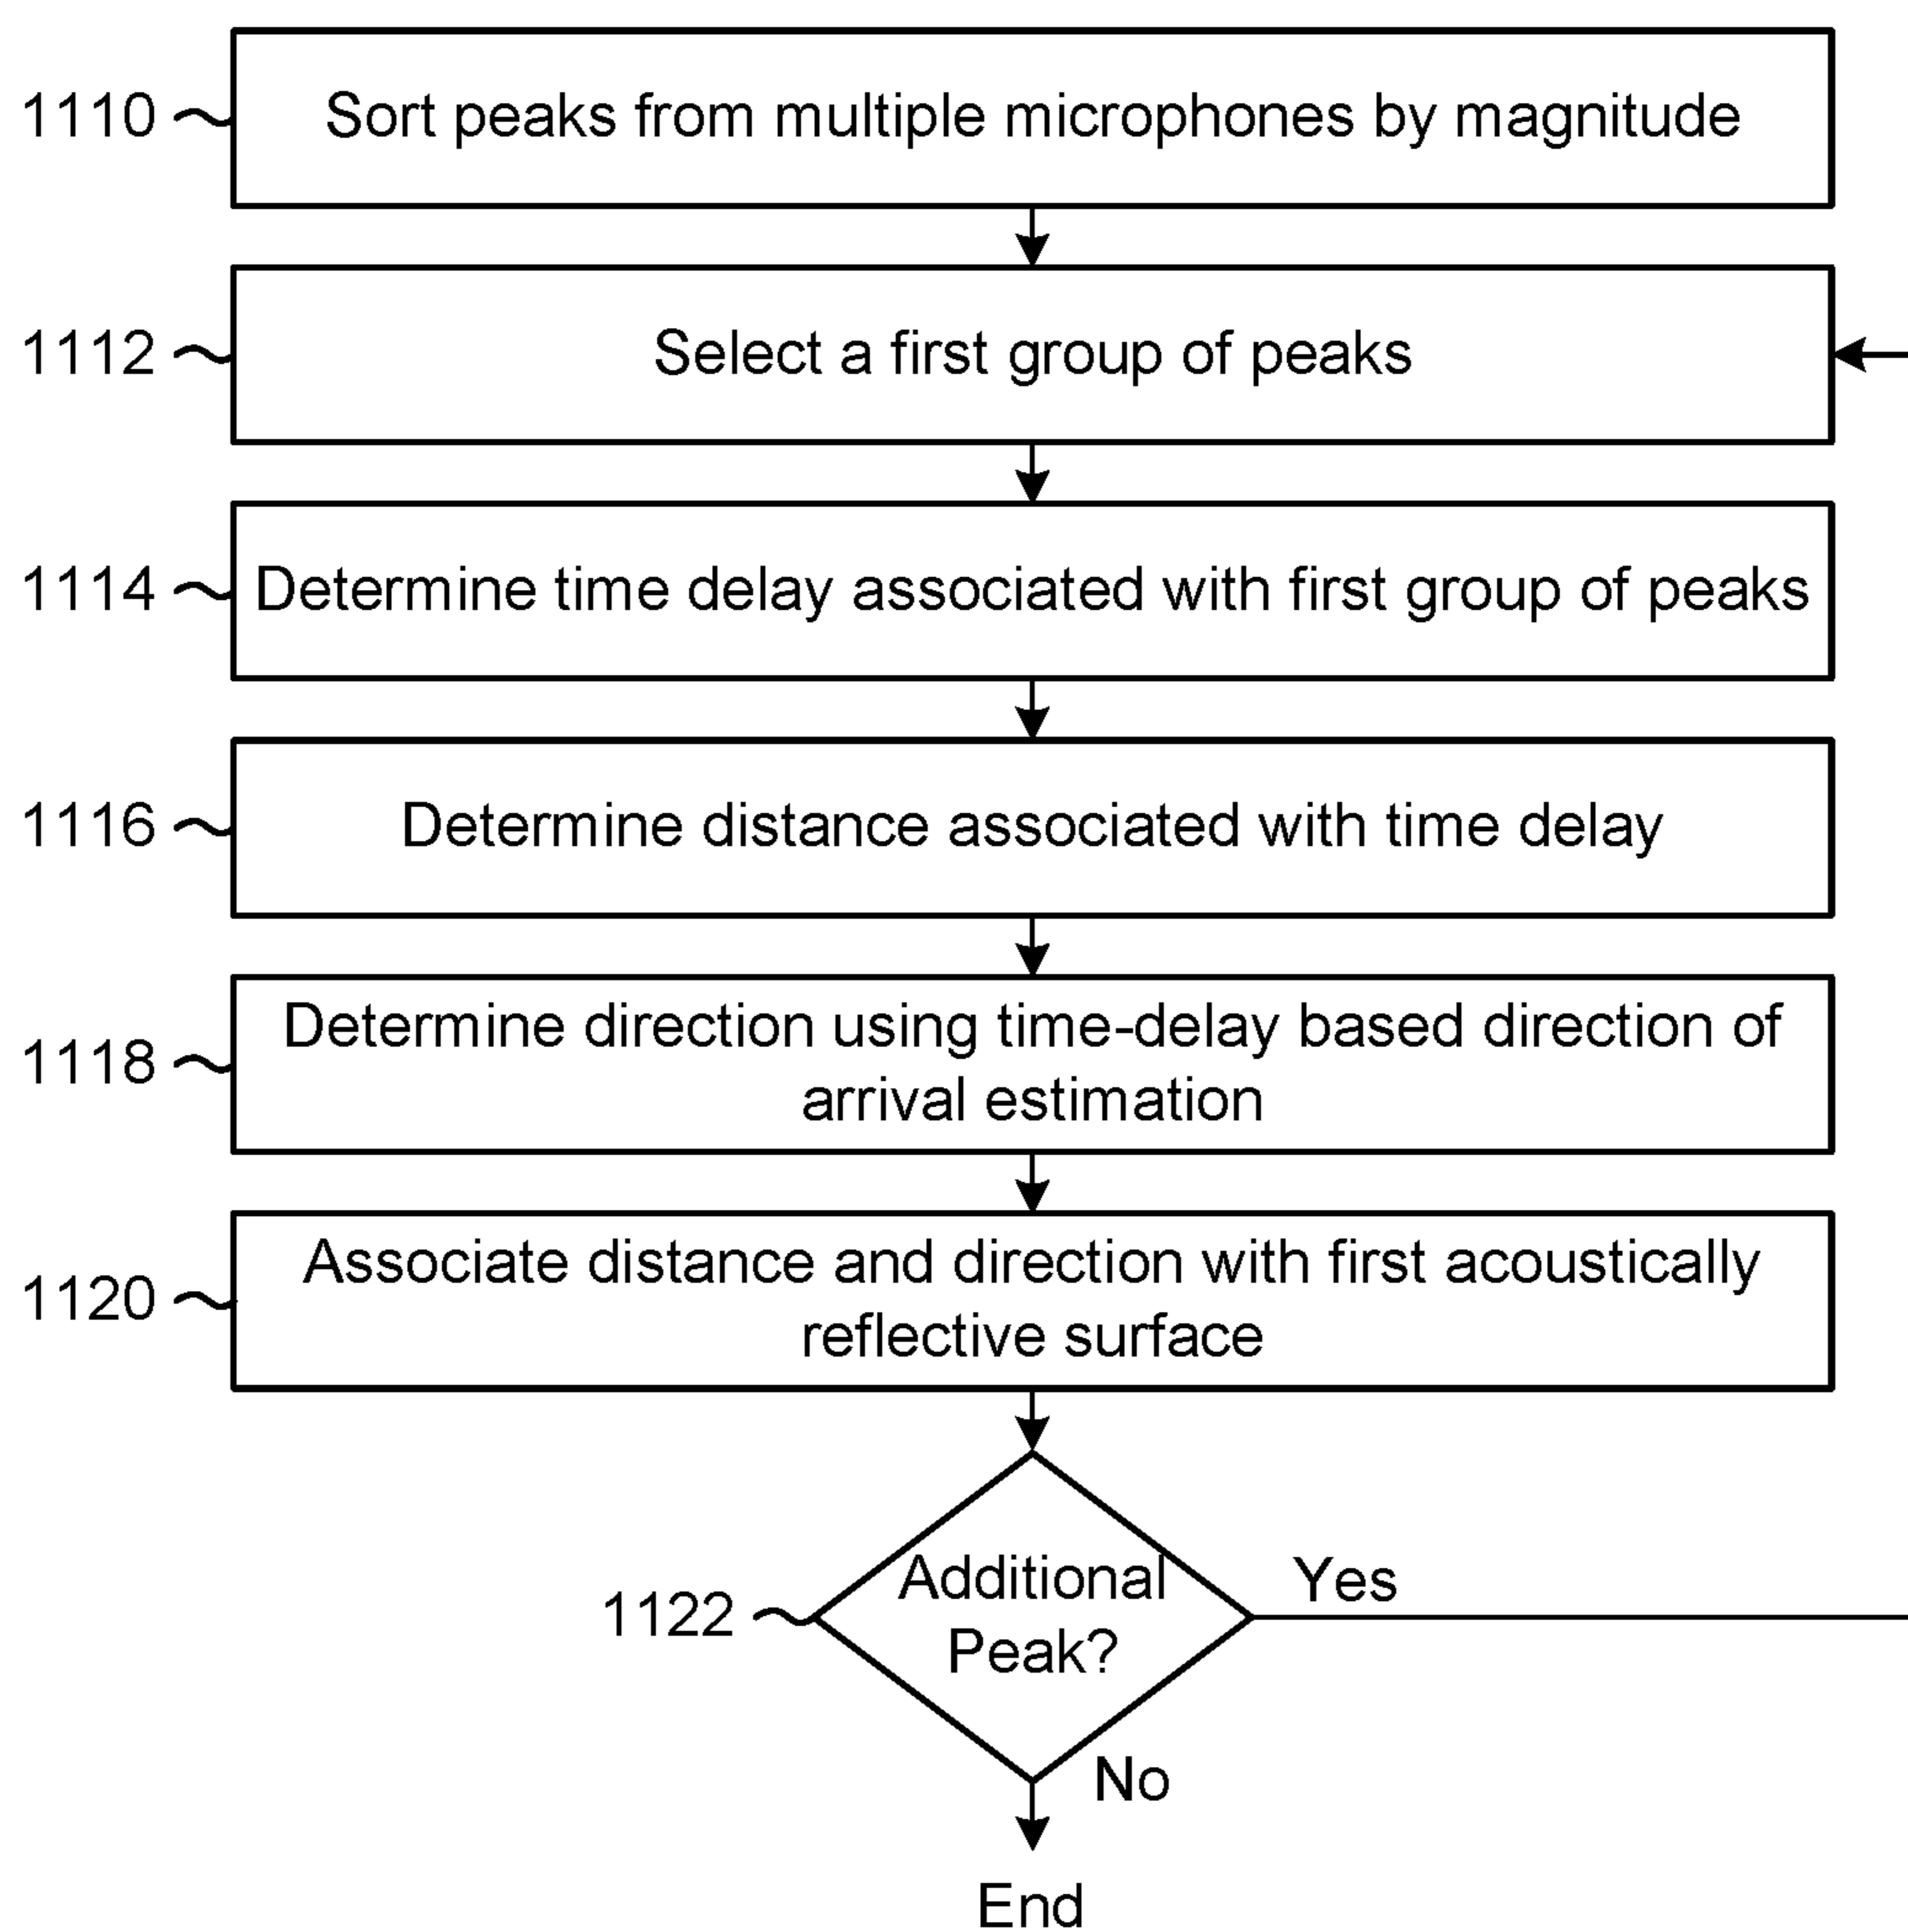 1110 Sort peaks from multiple microphones by magnitude
1112 Select a first group of peaks
1114 Determine time delay associated with first group of peaks
1116 Determine distance associated with time delay
Determine direction using time-delay based direction of
1118
arrival estimation
Associate distance and direction with first acoustically
1120
reflective surface
Additional
Yes
1122
Peak?
No
End